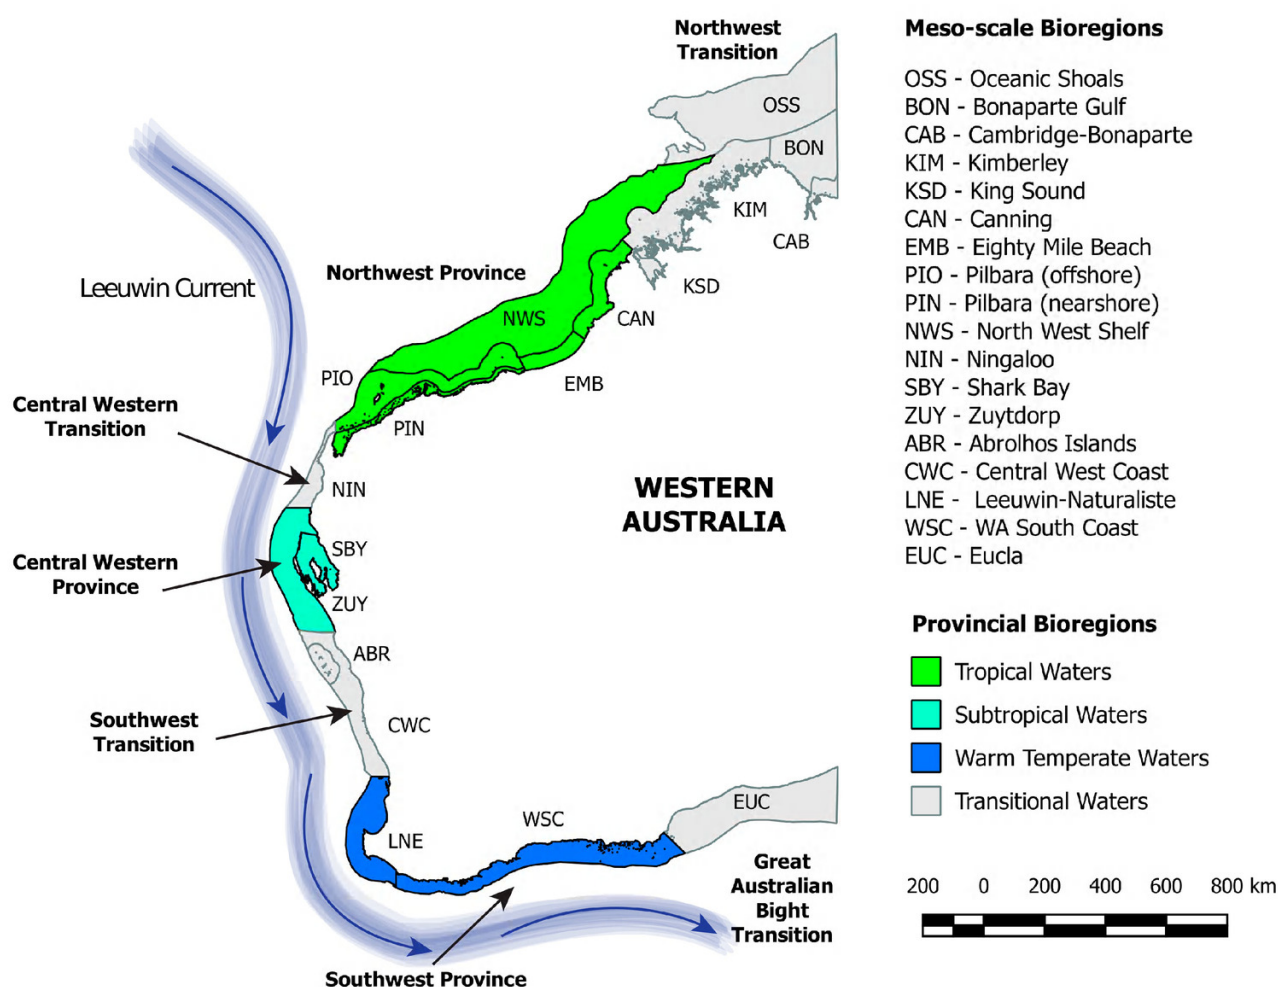 Northwest
Transition
OSS
BON
KIM
CAB
KSD
Northwest Province
Leeuwin Current
NWS
CAN
PIO
EMB
PIN
Central Western
Transition
NIN
WESTERN
AUSTRALIA
SBY
Central Western
Province
ZUY
ABR
Southwest
Transition
CWC
EUC
WSC
LNE
Great
Australian
Bight
Transition
Southwest Province
Meso-scale Bioregions
OSS - Oceanic Shoals
BON - Bonaparte Gulf
CAB - Cambridge-Bonaparte
KIM - Kimberley
KSD - King Sound
CAN - Canning
EMB - Eighty Mile Beach
PIO - Pilbara (offshore)
PIN - Pilbara (nearshore)
NWS - North West Shelf
NIN - Ningaloo
SBY - Shark Bay
ZUY - Zuytdorp
ABR - Abrolhos Islands
CWC - Central West Coast
LNE - Leeuwin-Naturaliste
WSC - WA South Coast
EUC - Eucla
Provincial Bioregions
Tropical Waters
Subtropical Waters
Warm Temperate Waters
Transitional Waters
200 0 200 400 600 800 km